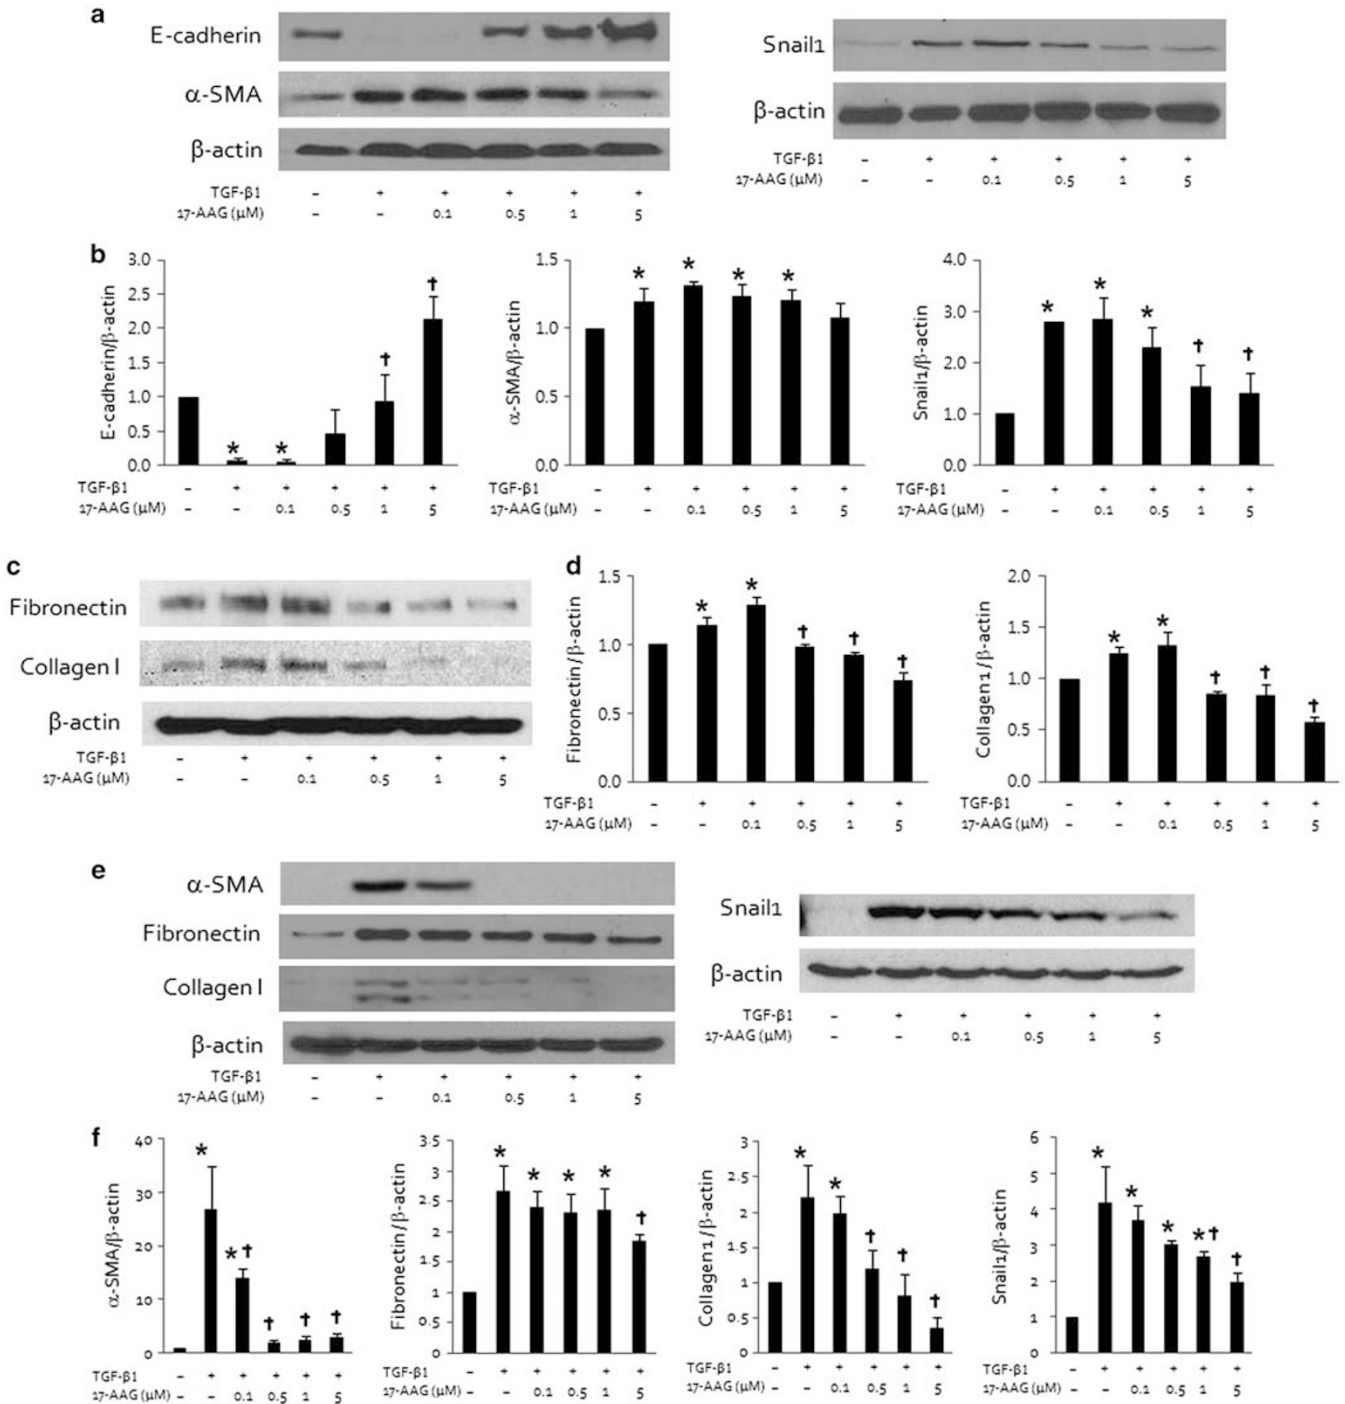 a
E-cadherin
α-SMA
β-actin
TGF-β1 – + + + + +
17-AAG (µM) – – 0.1 0.5 1 5
Snail1
β-actin
TGF-β1 – + + + + +
17-AAG (µM) – – 0.1 0.5 1 5
b
E-cadherin/β-actin
3.0
2.5
2.0
1.5
1.0
0.5
0.0
* * † †
TGF-β1 – + + + + +
17-AAG (µM) – – 0.1 0.5 1 5
α-SMA/β-actin
1.5
1.0
0.5
0.0
* * * *
TGF-β1 – + + + + +
17-AAG (µM) – – 0.1 0.5 1 5
Snail1/β-actin
4.0
3.0
2.0
1.0
0.0
* * * † †
TGF-β1 – + + + + +
17-AAG (µM) – – 0.1 0.5 1 5
c
Fibronectin
Collagen I
β-actin
TGF-β1 – + + + + +
17-AAG (µM) – – 0.1 0.5 1 5
d
Fibronectin/β-actin
1.5
1.0
0.5
0.0
* * † † †
TGF-β1 – + + + + +
17-AAG (µM) – – 0.1 0.5 1 5
Collagen1/β-actin
2.0
1.5
1.0
0.5
0.0
* * † † †
TGF-β1 – + + + + +
17-AAG (µM) – – 0.1 0.5 1 5
e
α-SMA
Fibronectin
Collagen I
β-actin
TGF-β1 – + + + + +
17-AAG (µM) – – 0.1 0.5 1 5
Snail1
β-actin
TGF-β1 – + + + + +
17-AAG (µM) – – 0.1 0.5 1 5
f
α-SMA/β-actin
40
30
20
10
0
* *† † † †
TGF-β1 – + + + + +
17-AAG (µM) – – 0.1 0.5 1 5
Fibronectin/β-actin
3.5
3
2.5
2
1.5
1
0.5
0
* * * * †
TGF-β1 – + + + + +
17-AAG (µM) – – 0.1 0.5 1 5
Collagen1/β-actin
3
2.5
2
1.5
1
0.5
0
* * † † †
TGF-β1 – + + + + +
17-AAG (µM) – – 0.1 0.5 1 5
Snail1/β-actin
6
5
4
3
2
1
0
* * * *† †
TGF-β1 – + + + + +
17-AAG (µM) – – 0.1 0.5 1 5